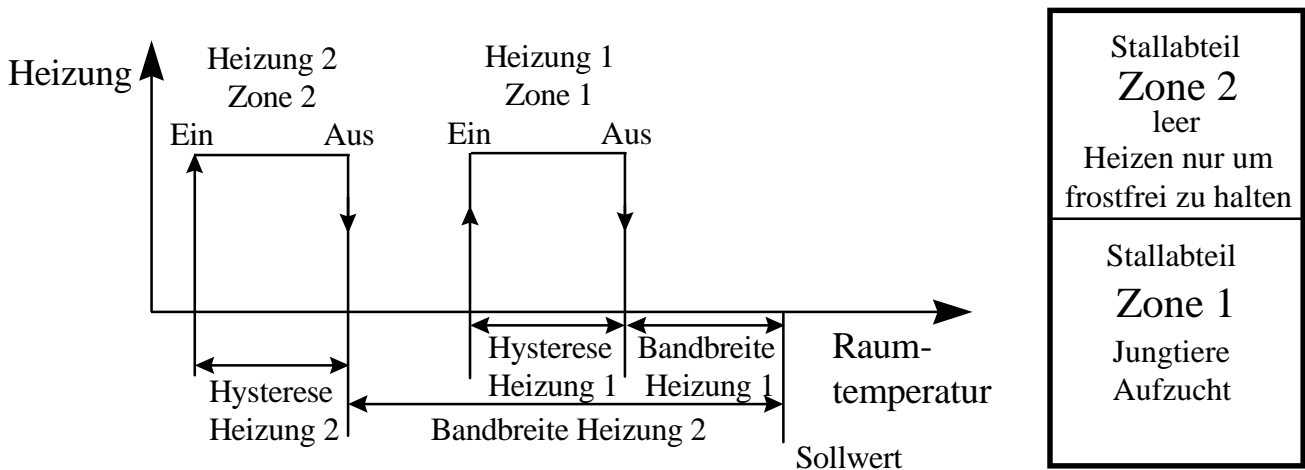 Heizung
Heizung 2
Zone 2
Heizung 1
Zone 1
Ein
Aus
Ein
Aus
Hysterese
Heizung 1
Bandbreite
Heizung 1
Hysterese
Heizung 2
Bandbreite Heizung 2
Raum-
temperatur
Sollwert
Stallabteil
Zone 2
leer
Heizen nur um
frostfrei zu halten
Stallabteil
Zone 1
Jungtiere
Aufzucht